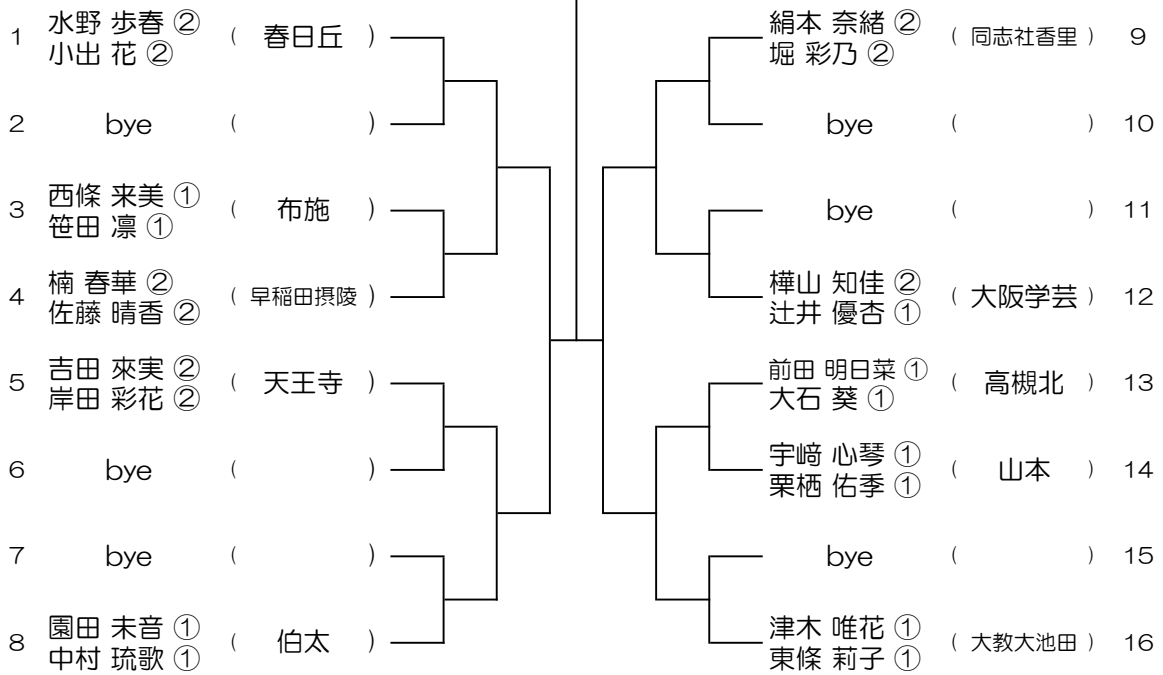 1 水野 歩春 ② ( 春日丘 )
小出 花 ②
2 bye ( )
3 西條 来美 ① ( 布施 )
笹田 凛 ①
4 楠 春華 ② ( 早稲田摂陵 )
佐藤 晴香 ②
5 吉田 來実 ② ( 天王寺 )
岸田 彩花 ②
6 bye ( )
7 bye ( )
8 園田 未音 ① ( 伯太 )
中村 琉歌 ①
絹本 奈緒 ② ( 同志社香里 ) 9
堀 彩乃 ②
bye ( ) 10
bye ( ) 11
樺山 知佳 ② ( 大阪学芸 ) 12
辻井 優杏 ①
前田 明日菜 ① ( 高槻北 ) 13
大石 葵 ①
宇﨑 心琴 ① ( 山本 ) 14
栗栖 佑季 ①
bye ( ) 15
津木 唯花 ① ( 大教大池田 ) 16
東條 莉子 ①